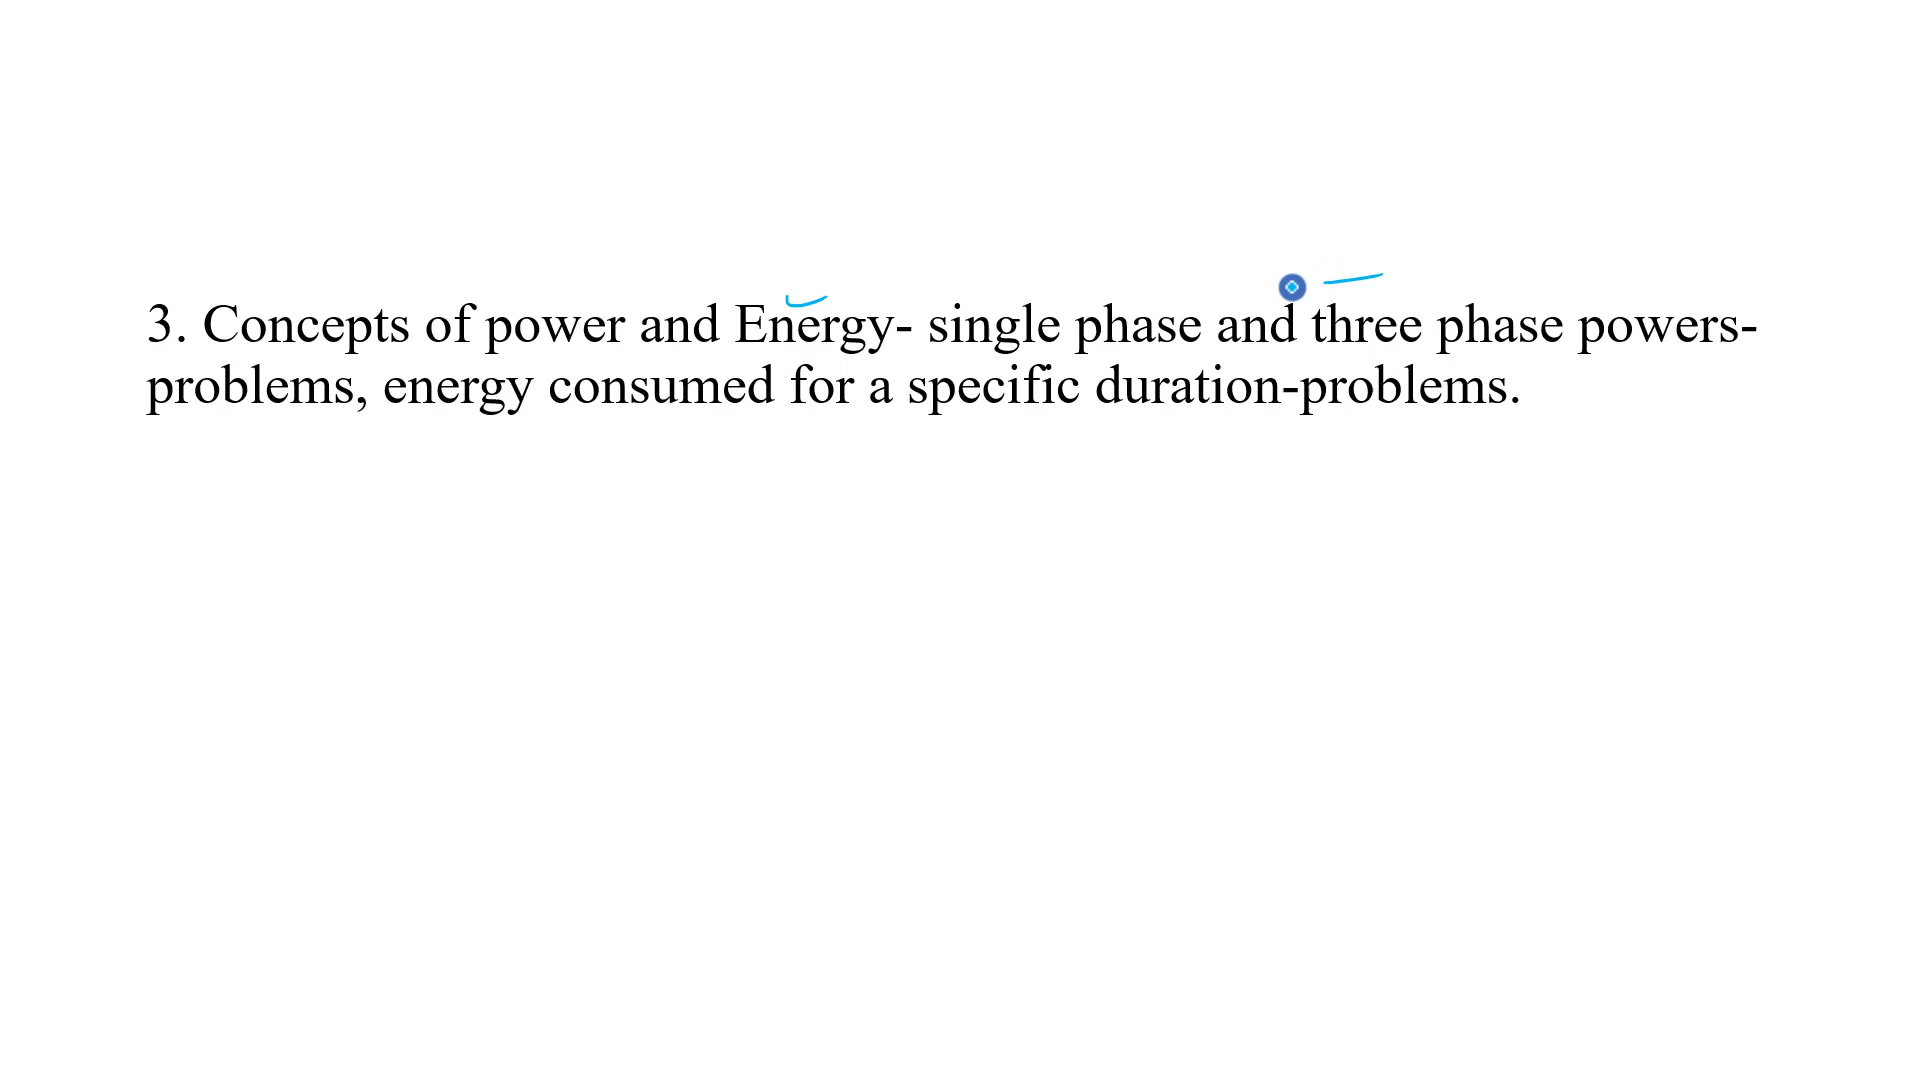 3. Concepts of power and Energy- single phase and three phase powers-
problems, energy consumed for a specific duration-problems.